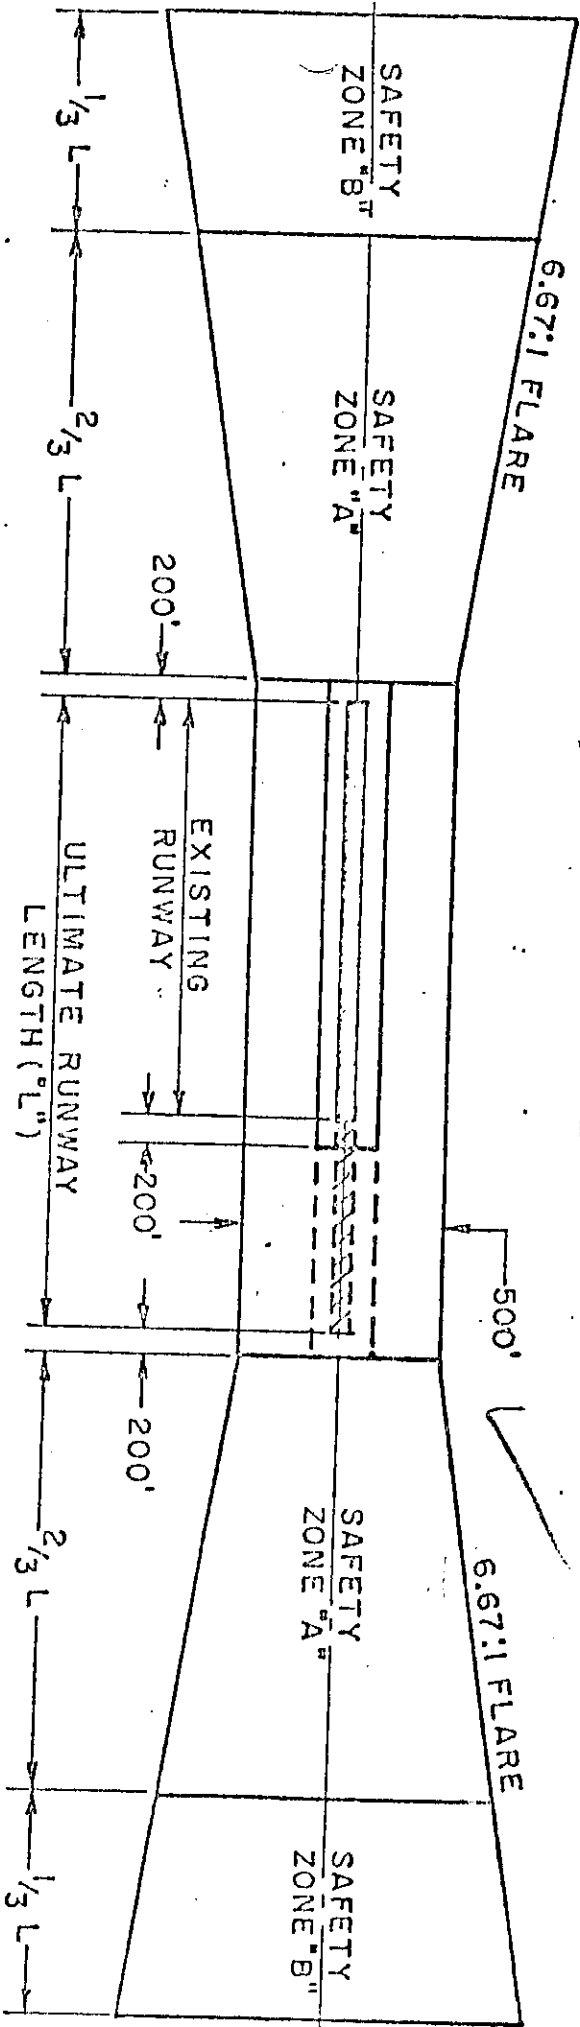 SAFETY
ZONE "B"
6.67:1 FLARE
SAFETY
ZONE "A"
1/3 L
2/3 L
200'
EXISTING
RUNWAY
ULTIMATE RUNWAY
LENGTH ("L")
200'
500'
200'
SAFETY
ZONE "A"
6.67:1 FLARE
SAFETY
ZONE "B"
2/3 L
1/3 L